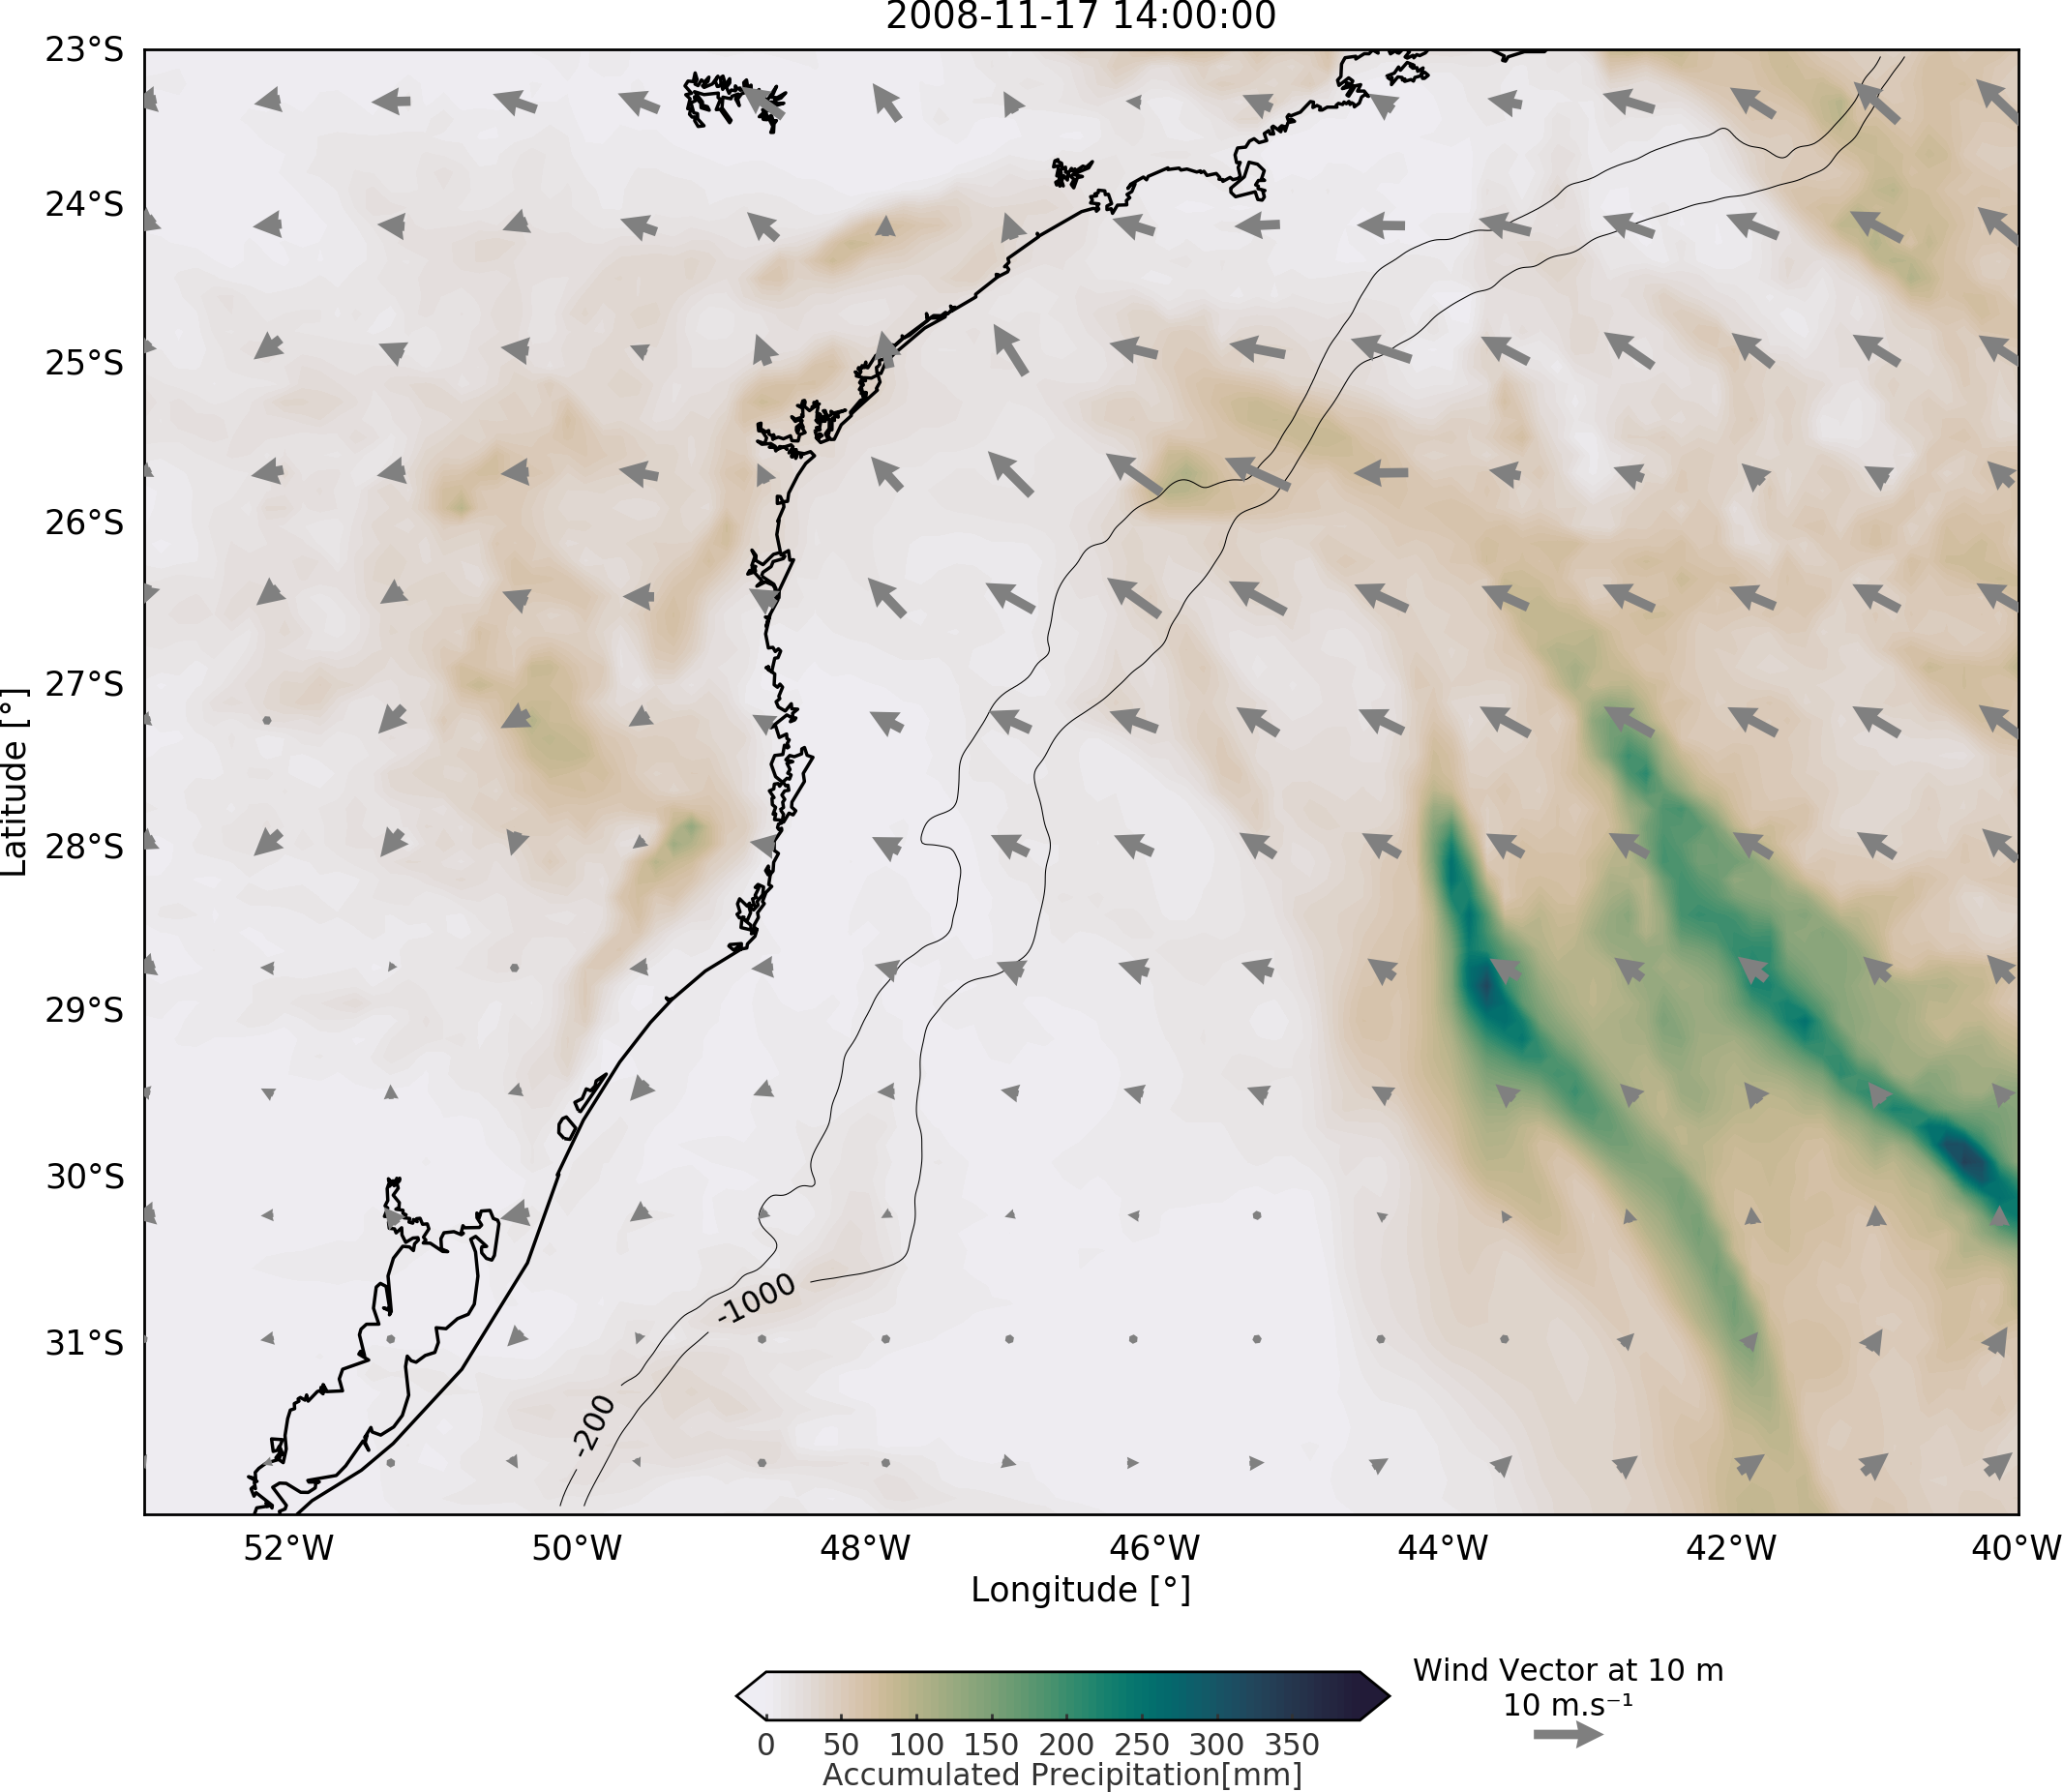 2008-11-17 14:00:00
23°S
24°S
25°S
26°S
27°S
28°S
29°S
30°S
31°S
Latitude [°]
-1000
-200
52°W 50°W 48°W 46°W 44°W 42°W 40°W
Longitude [°]
Wind Vector at 10 m
10 m.s⁻¹
0 50 100 150 200 250 300 350
Accumulated Precipitation[mm]